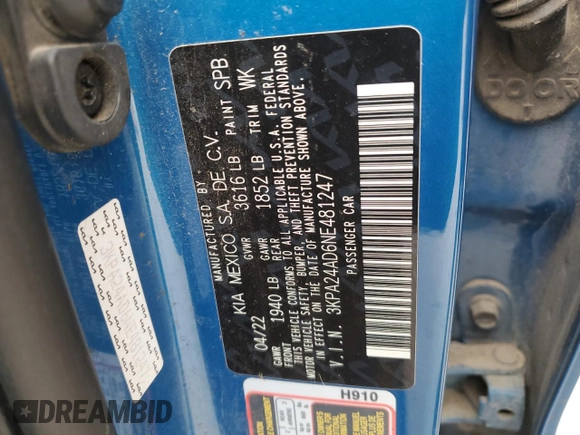 MANUFACTURED BY
KIA MEXICO S.A. DE C.V.
04/22 GVWR 3616 LB PAINT SPB
GAWR FRONT 1940 LB GAWR REAR 1852 LB TRIM WK
THIS VEHICLE CONFORMS TO ALL APPLICABLE U.S.A. FEDERAL
MOTOR VEHICLE SAFETY, BUMPER, AND THEFT PREVENTION STANDARDS
IN EFFECT ON THE DATE OF MANUFACTURE SHOWN ABOVE.
V.I.N. 3KPA24AD6NE481247
PASSENGER CAR
H910
DOOR
DREAMBID